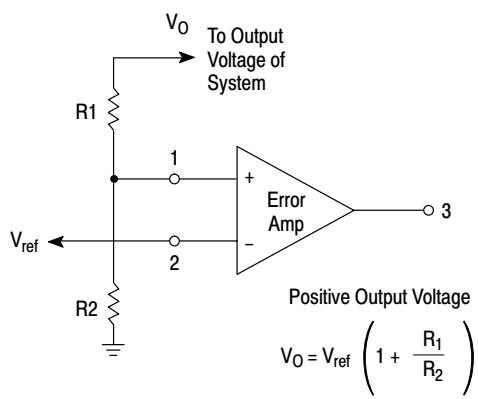 V_O
To Output
Voltage of
System
R1
1
+
Error
Amp
3
V_ref
–
2
R2
Positive Output Voltage
V_O = V_ref ( 1 + R_1 / R_2 )